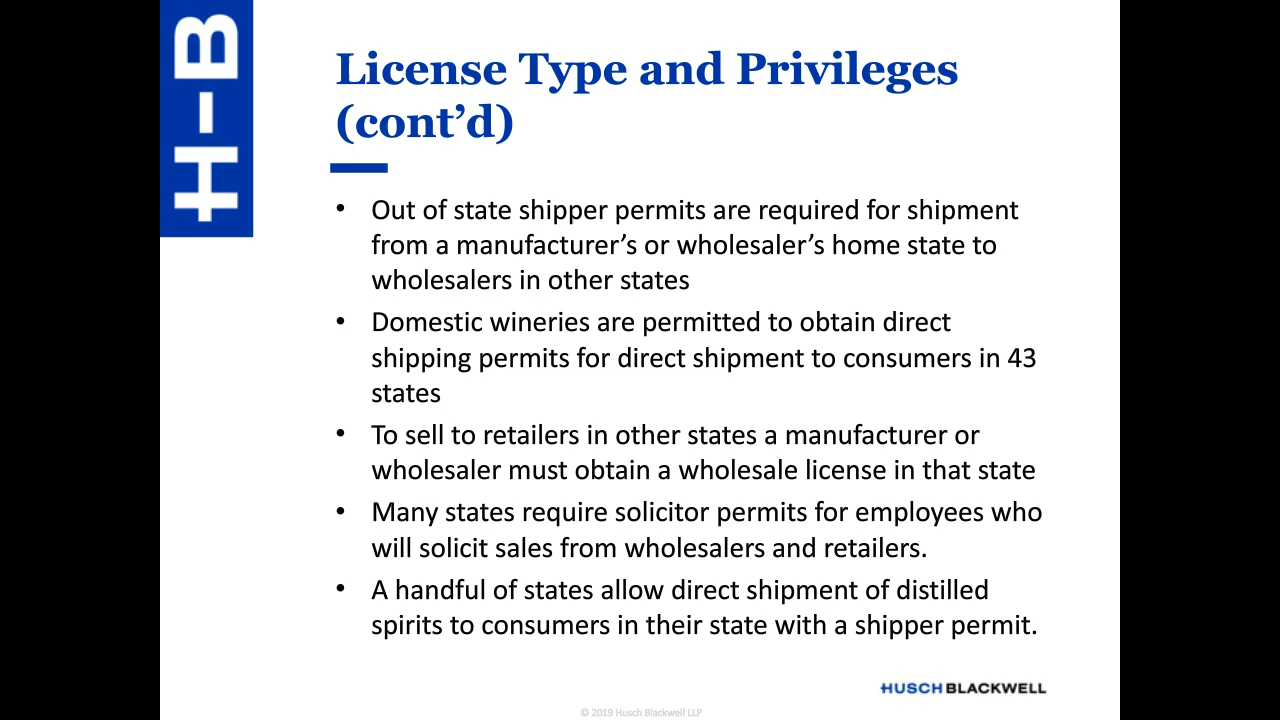 H-B
License Type and Privileges
(cont’d)
• Out of state shipper permits are required for shipment
from a manufacturer’s or wholesaler’s home state to
wholesalers in other states
• Domestic wineries are permitted to obtain direct
shipping permits for direct shipment to consumers in 43
states
• To sell to retailers in other states a manufacturer or
wholesaler must obtain a wholesale license in that state
• Many states require solicitor permits for employees who
will solicit sales from wholesalers and retailers.
• A handful of states allow direct shipment of distilled
spirits to consumers in their state with a shipper permit.
HUSCH BLACKWELL
© 2019 Husch Blackwell LLP